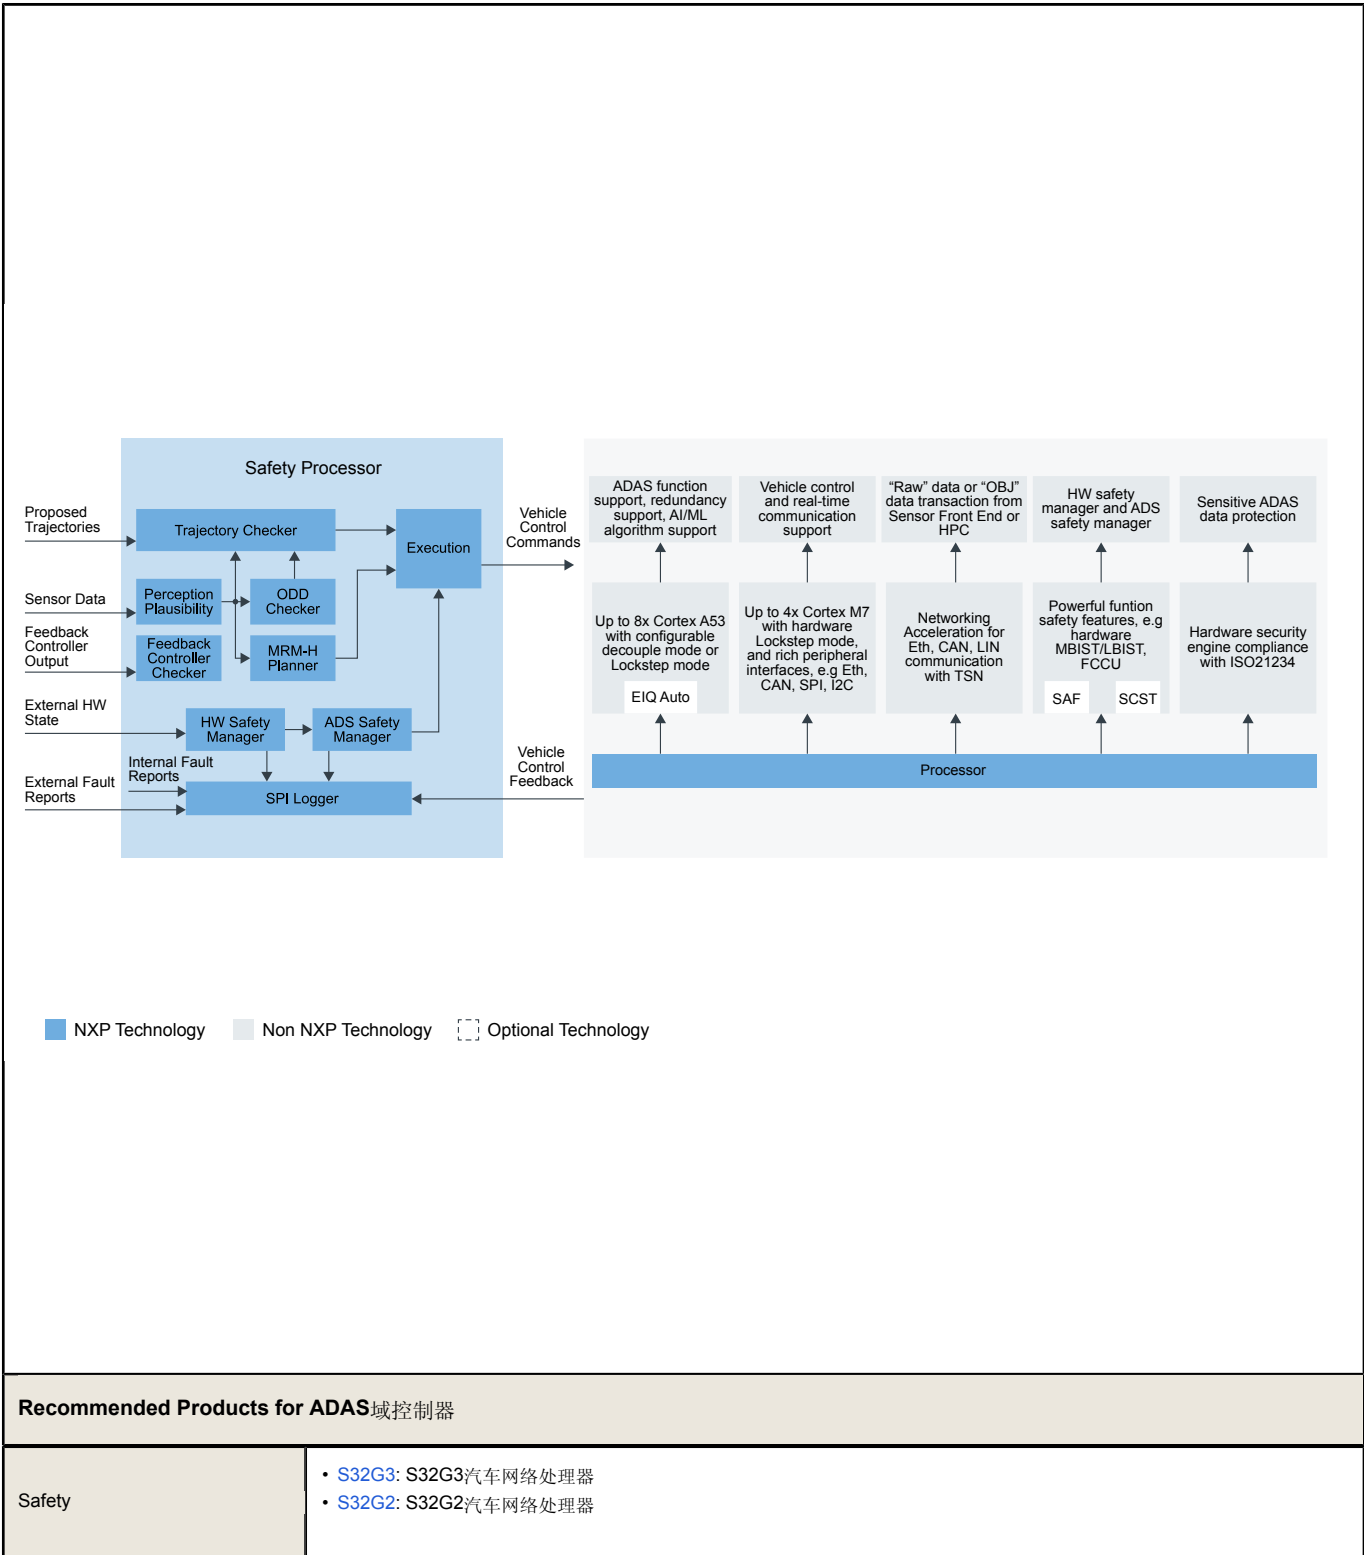 Safety Processor
Proposed
Trajectories
Trajectory Checker
Execution
Vehicle
Control
Commands
Sensor Data
Perception
Plausibility
ODD
Checker
Feedback
Controller
Output
Feedback
Controller
Checker
MRM-H
Planner
External HW
State
HW Safety
Manager
ADS Safety
Manager
Internal Fault
Reports
External Fault
Reports
SPI Logger
Vehicle
Control
Feedback
ADAS function
support, redundancy
support, AI/ML
algorithm support
Vehicle control
and real-time
communication
support
“Raw” data or “OBJ”
data transaction from
Sensor Front End or
HPC
HW safety
manager and ADS
safety manager
Sensitive ADAS
data protection
Up to 8x Cortex A53
with configurable
decouple mode or
Lockstep mode
EIQ Auto
Up to 4x Cortex M7
with hardware
Lockstep mode,
and rich peripheral
interfaces, e.g Eth,
CAN, SPI, I2C
Networking
Acceleration for
Eth, CAN, LIN
communication
with TSN
Powerful funtion
safety features, e.g
hardware
MBIST/LBIST,
FCCU
SAF
SCST
Hardware security
engine compliance
with ISO21234
Processor
NXP Technology
Non NXP Technology
Optional Technology
Recommended Products for ADAS域控制器
Safety
• S32G3: S32G3汽车网络处理器
• S32G2: S32G2汽车网络处理器